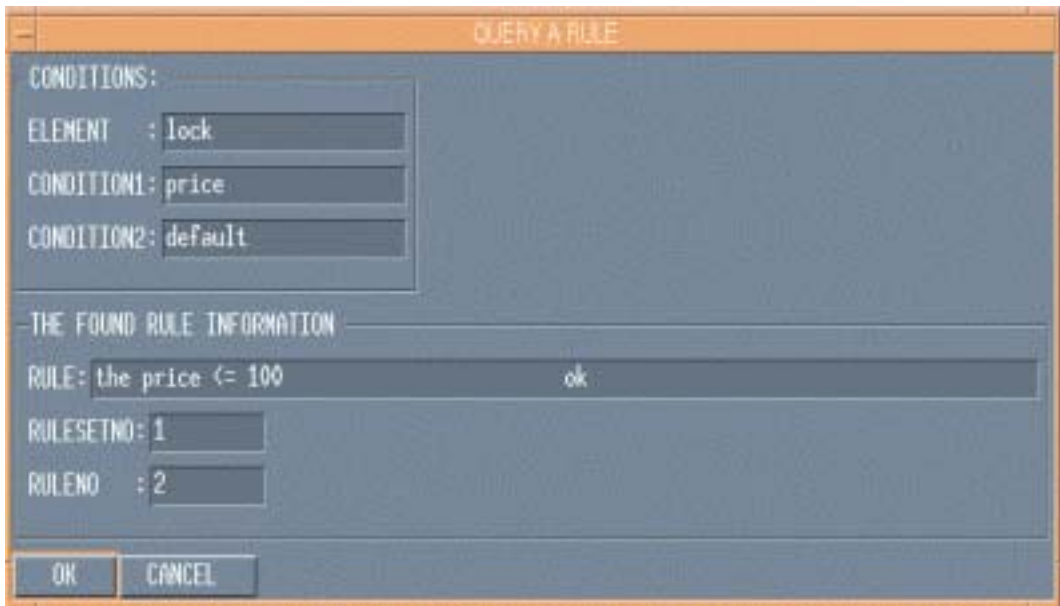 QUERY A RULE
CONDITIONS:
ELEMENT : lock
CONDITION1: price
CONDITION2: default
THE FOUND RULE INFORMATION
RULE: the price <= 100 ok
RULESETNO: 1
RULENO : 2
OK CANCEL